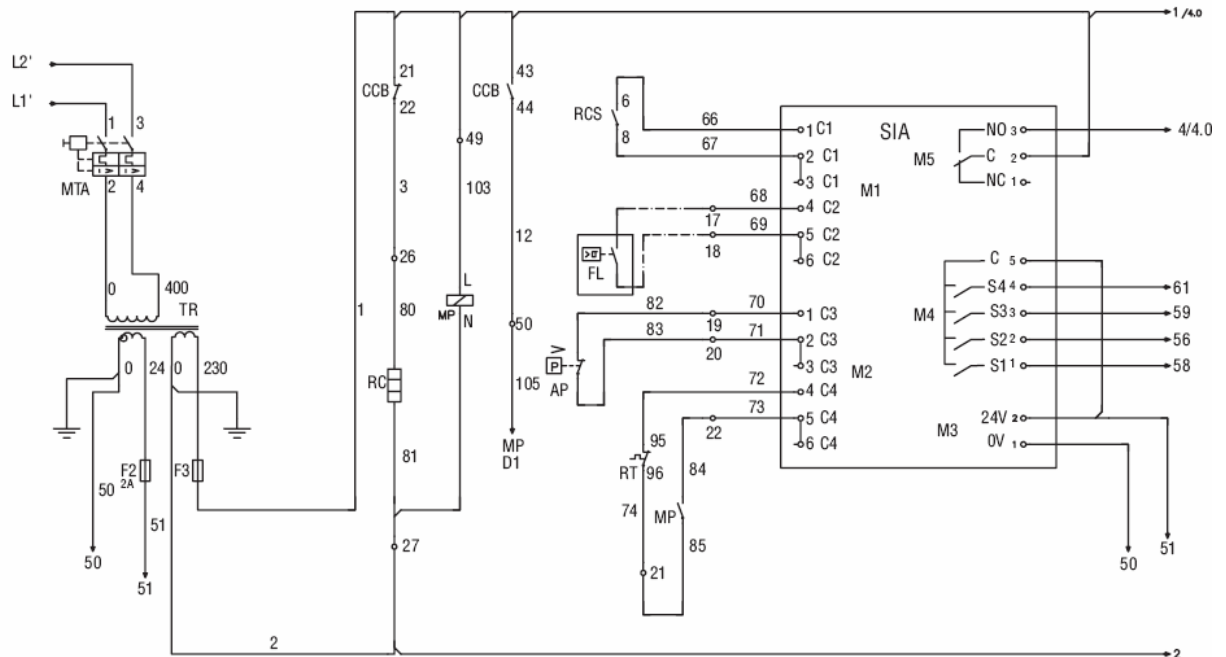 1 /4.0
L2'
L1'
1 3
MTA
2 4
0 400
TR
0 24 0 230
F2
2A
F3
50
51
50
51
2
1
21
CCB
22
3
26
80
RC
81
27
49
103
L
MP
N
43
CCB
44
12
50
105
MP
D1
RCS
6
8
66
67
68
17
69
18
FL
82 70
83 19 71
20
V
P
AP
72
73
22
95
RT
96
84
74
MP
85
21
SIA
1 C1
2 C1
3 C1
M1
4 C2
5 C2
6 C2
1 C3
2 C3
3 C3
M2
4 C4
5 C4
6 C4
NO 3
4/4.0
M5
C 2
NC 1
C 5
S4 4
61
M4
S3 3
59
S2 2
56
S1 1
58
24V 2
M3
0V 1
50
51
2